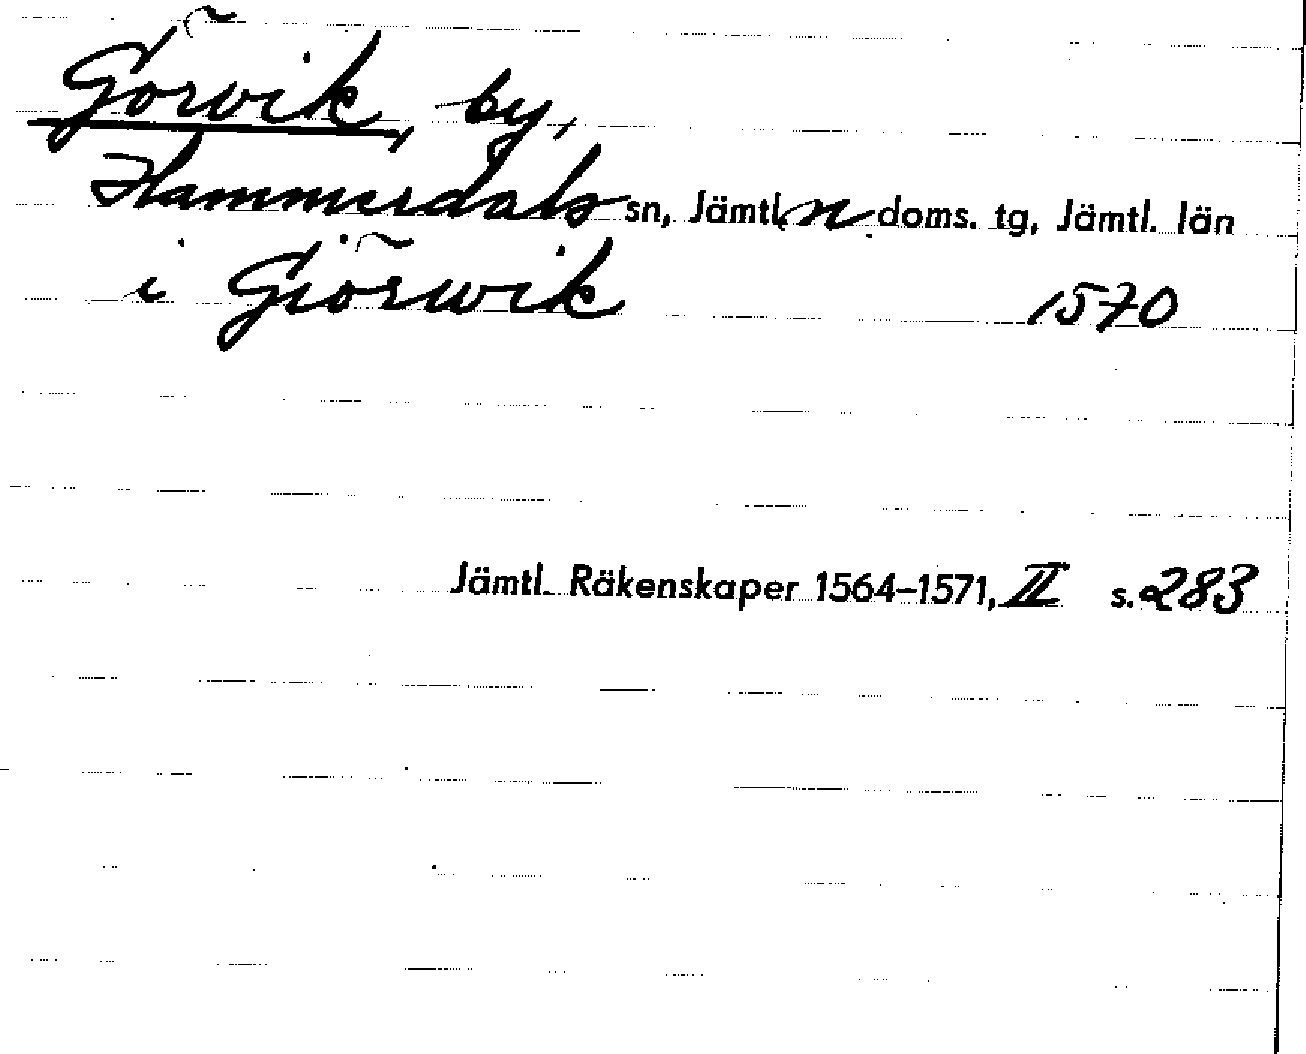 Görvik, by,
Hammerdals sn, Jämtl. n doms. tg, Jämtl. län
i Giörwik 1570
Jämtl. Räkenskaper 1564–1571, II s. 283